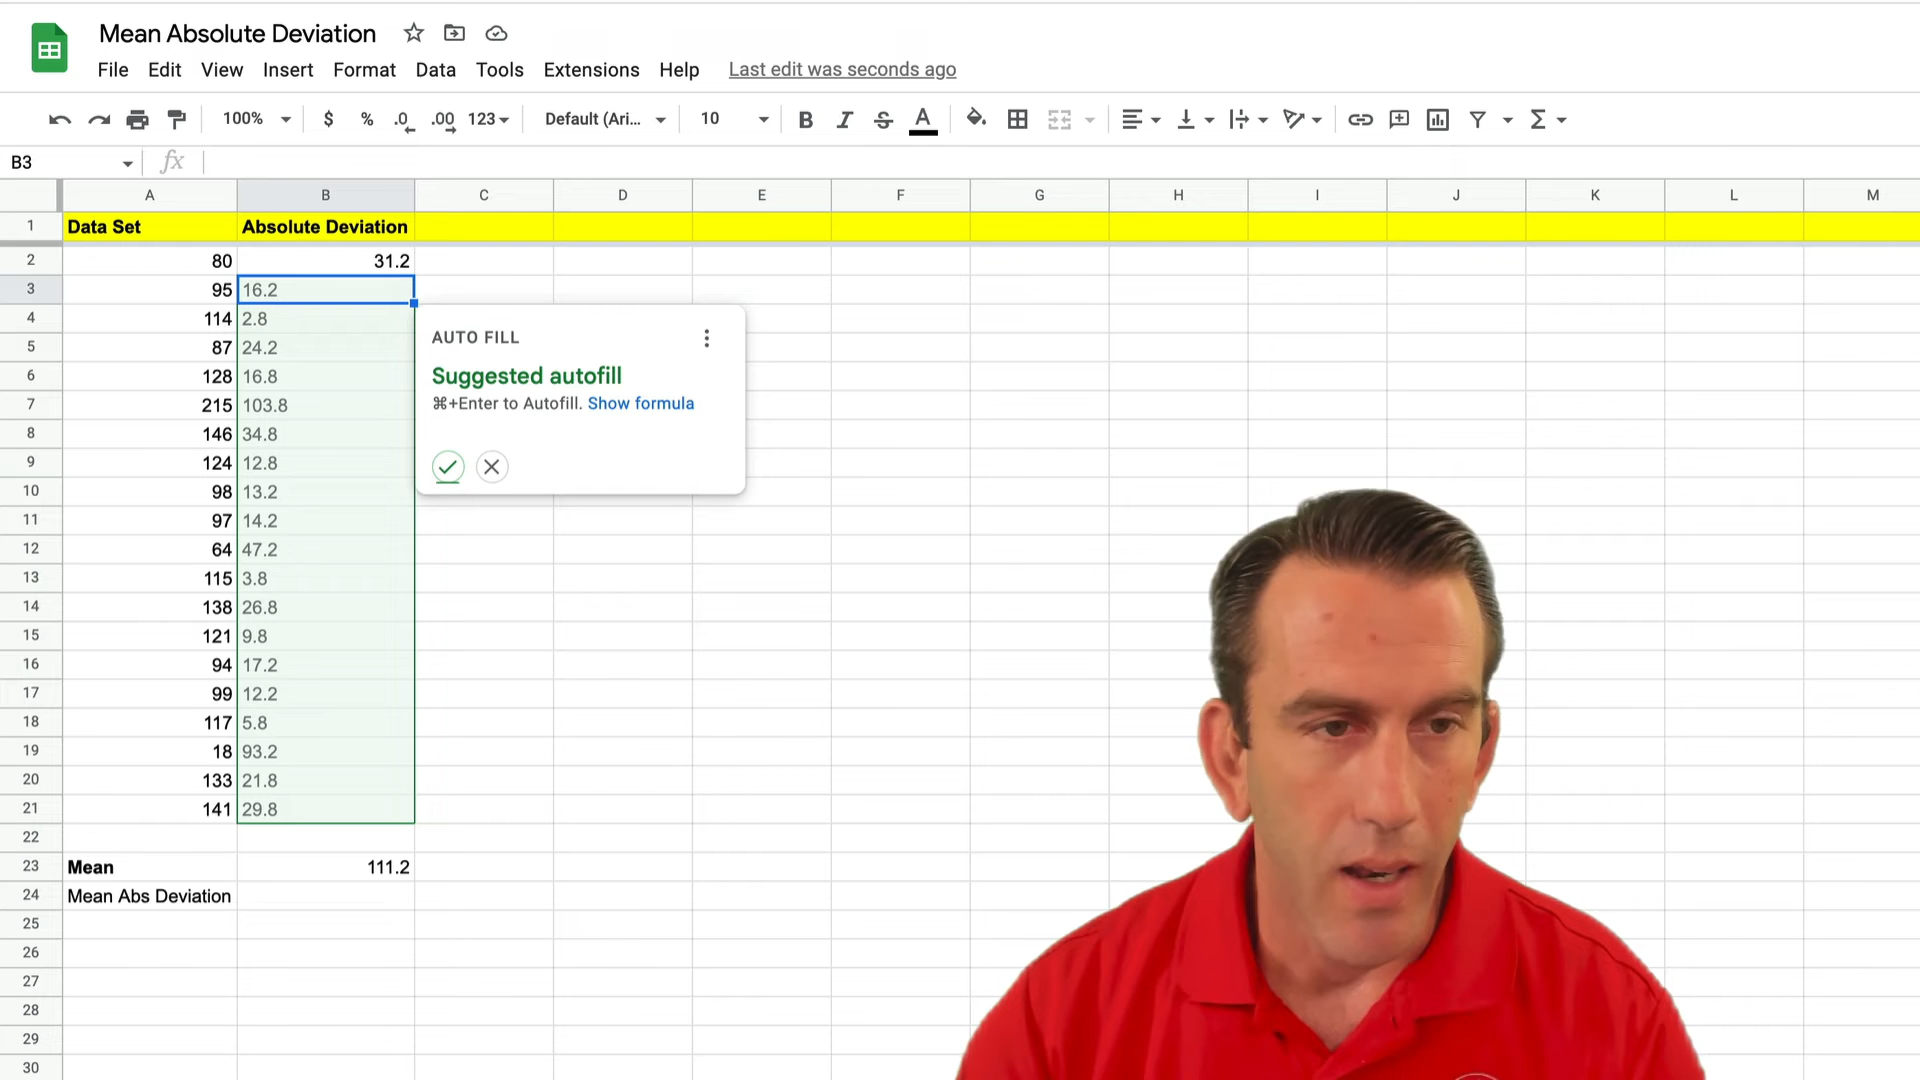 Mean Absolute Deviation
File Edit View Insert Format Data Tools Extensions Help Last edit was seconds ago
100% $ % .0 .00 123 Default (Ari... 10 B I S A Σ
B3 fx
A B C D E F G H I J K L M
1 Data Set Absolute Deviation
2 80 31.2
3 95 16.2
4 114 2.8
5 87 24.2
6 128 16.8
7 215 103.8
8 146 34.8
9 124 12.8
10 98 13.2
11 97 14.2
12 64 47.2
13 115 3.8
14 138 26.8
15 121 9.8
16 94 17.2
17 99 12.2
18 117 5.8
19 18 93.2
20 133 21.8
21 141 29.8
22
23 Mean 111.2
24 Mean Abs Deviation
25
26
27
28
29
30
AUTO FILL
Suggested autofill
⌘+Enter to Autofill. Show formula